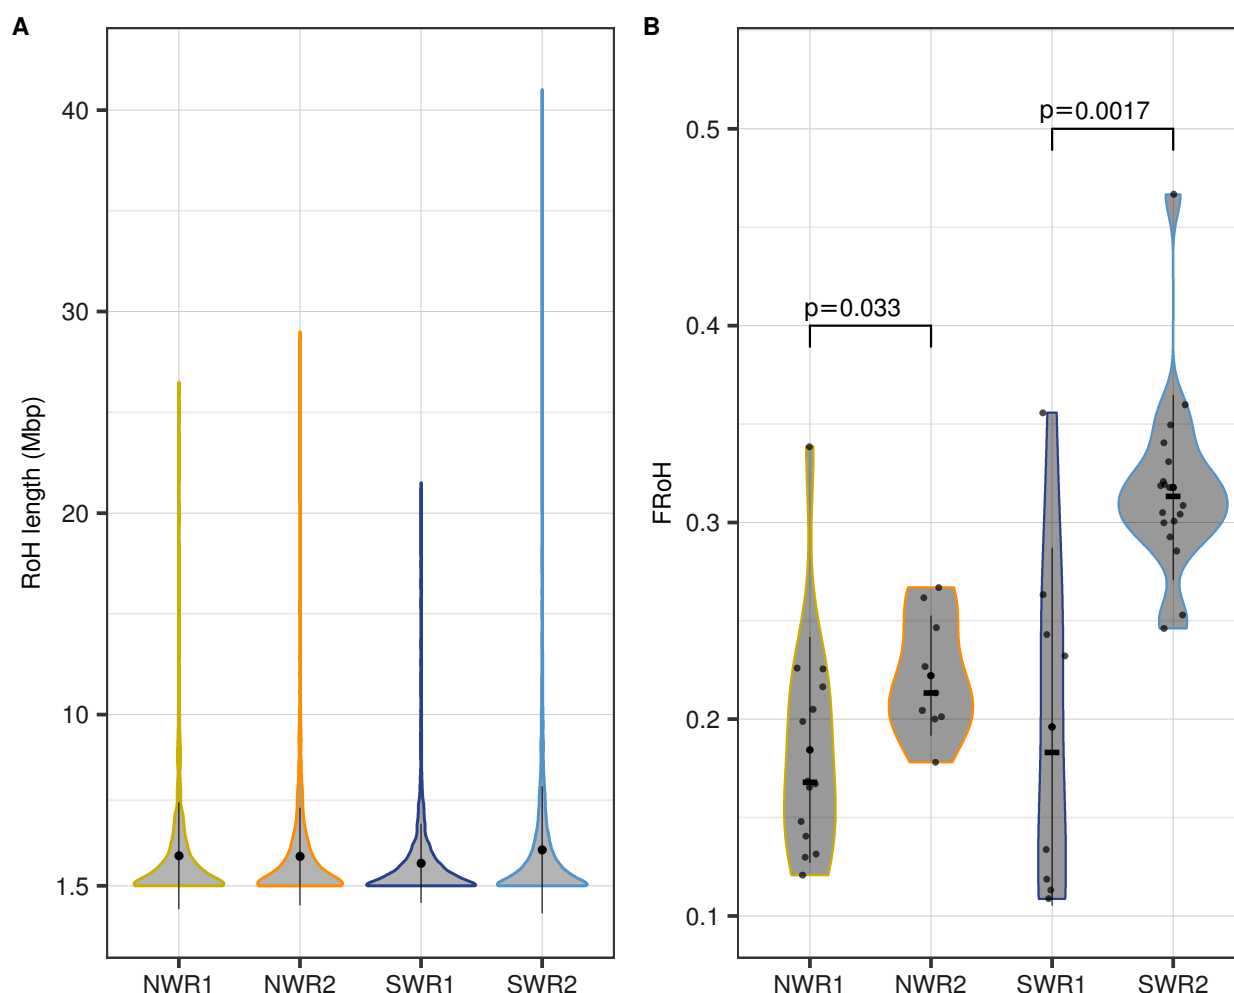 A
RoH length (Mbp)
40
30
20
10
1.5
NWR1 NWR2 SWR1 SWR2
B
FRoH
0.5
0.4
0.3
0.2
0.1
p=0.0017
p=0.033
NWR1 NWR2 SWR1 SWR2